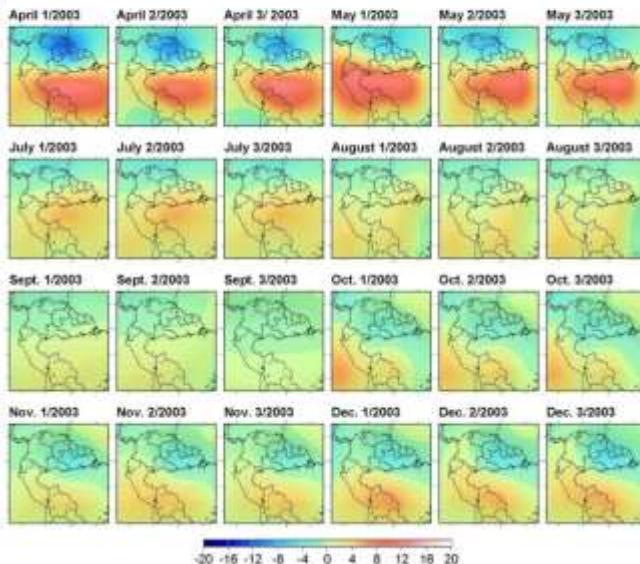 April 1/2003 April 2/2003 April 3/ 2003 May 1/2003 May 2/2003 May 3/2003
July 1/2003 July 2/2003 July 3/2003 August 1/2003 August 2/2003 August 3/2003
Sept. 1/2003 Sept. 2/2003 Sept. 3/2003 Oct. 1/2003 Oct. 2/2003 Oct. 3/2003
Nov. 1/2003 Nov. 2/2003 Nov. 3/2003 Dec. 1/2003 Dec. 2/2003 Dec. 3/2003
-20 -16 -12 -8 -4 0 4 8 12 16 20